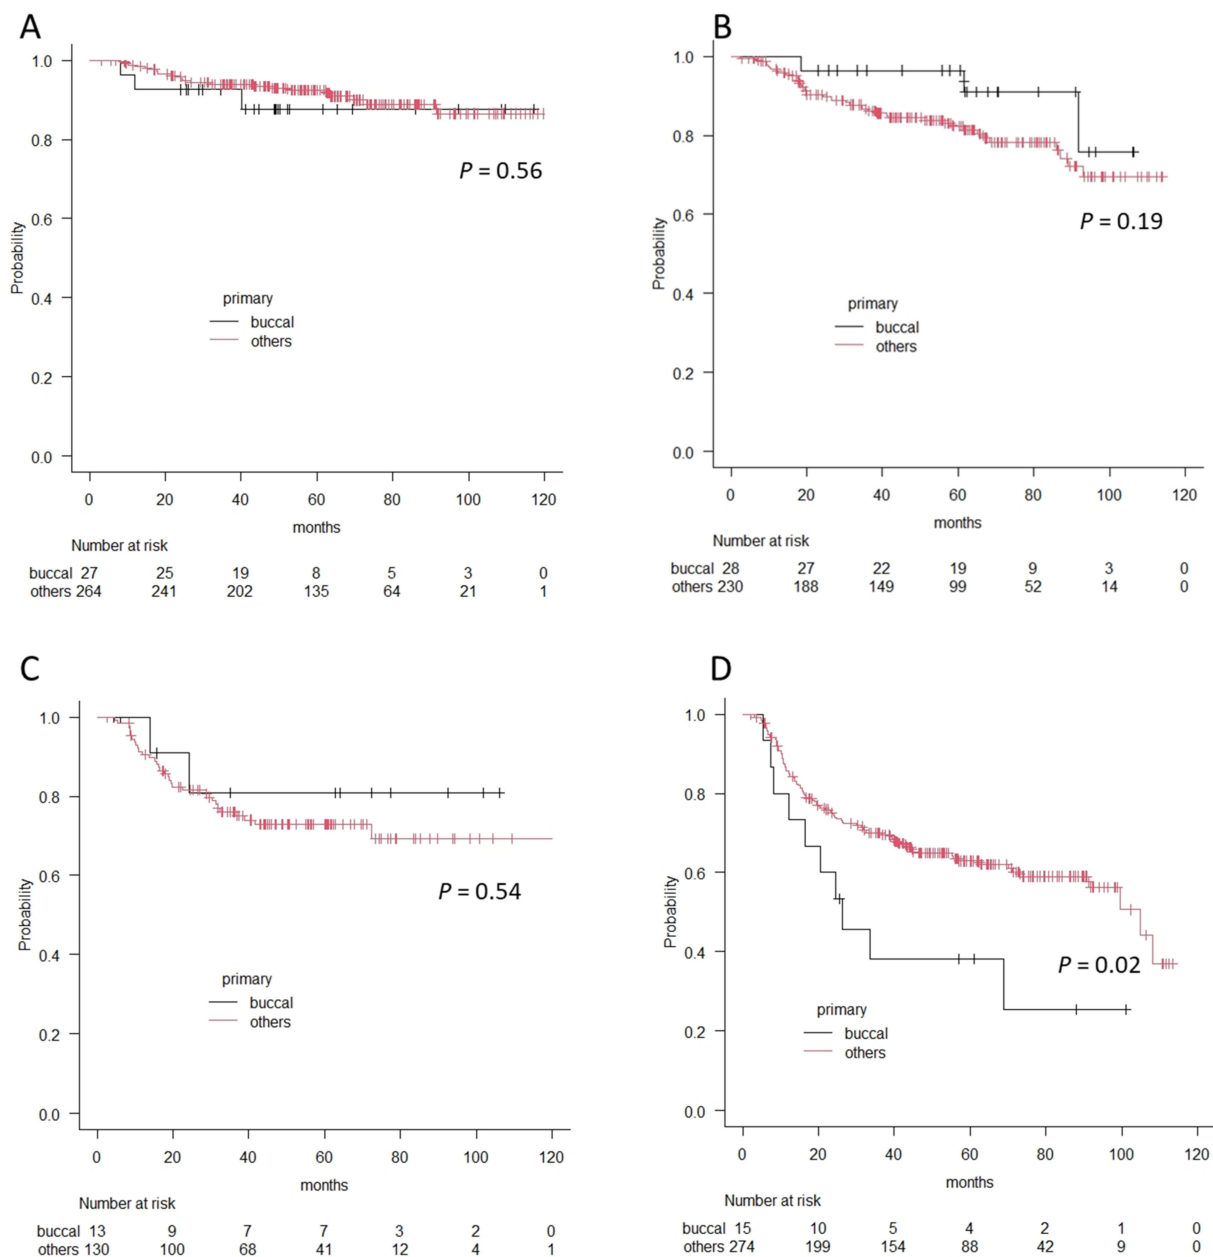 A
1.0
0.8
0.6
0.4
0.2
0.0
Probability
P = 0.56
primary
buccal
others
0 20 40 60 80 100 120
months
Number at risk
buccal 27 25 19 8 5 3 0
others 264 241 202 135 64 21 1
B
1.0
0.8
0.6
0.4
0.2
0.0
Probability
P = 0.19
primary
buccal
others
0 20 40 60 80 100 120
months
Number at risk
buccal 28 27 22 19 9 3 0
others 230 188 149 99 52 14 0
C
1.0
0.8
0.6
0.4
0.2
0.0
Probability
P = 0.54
primary
buccal
others
0 20 40 60 80 100 120
months
Number at risk
buccal 13 9 7 7 3 2 0
others 130 100 68 41 12 4 1
D
1.0
0.8
0.6
0.4
0.2
0.0
Probability
P = 0.02
primary
buccal
others
0 20 40 60 80 100 120
months
Number at risk
buccal 15 10 5 4 2 1 0
others 274 199 154 88 42 9 0